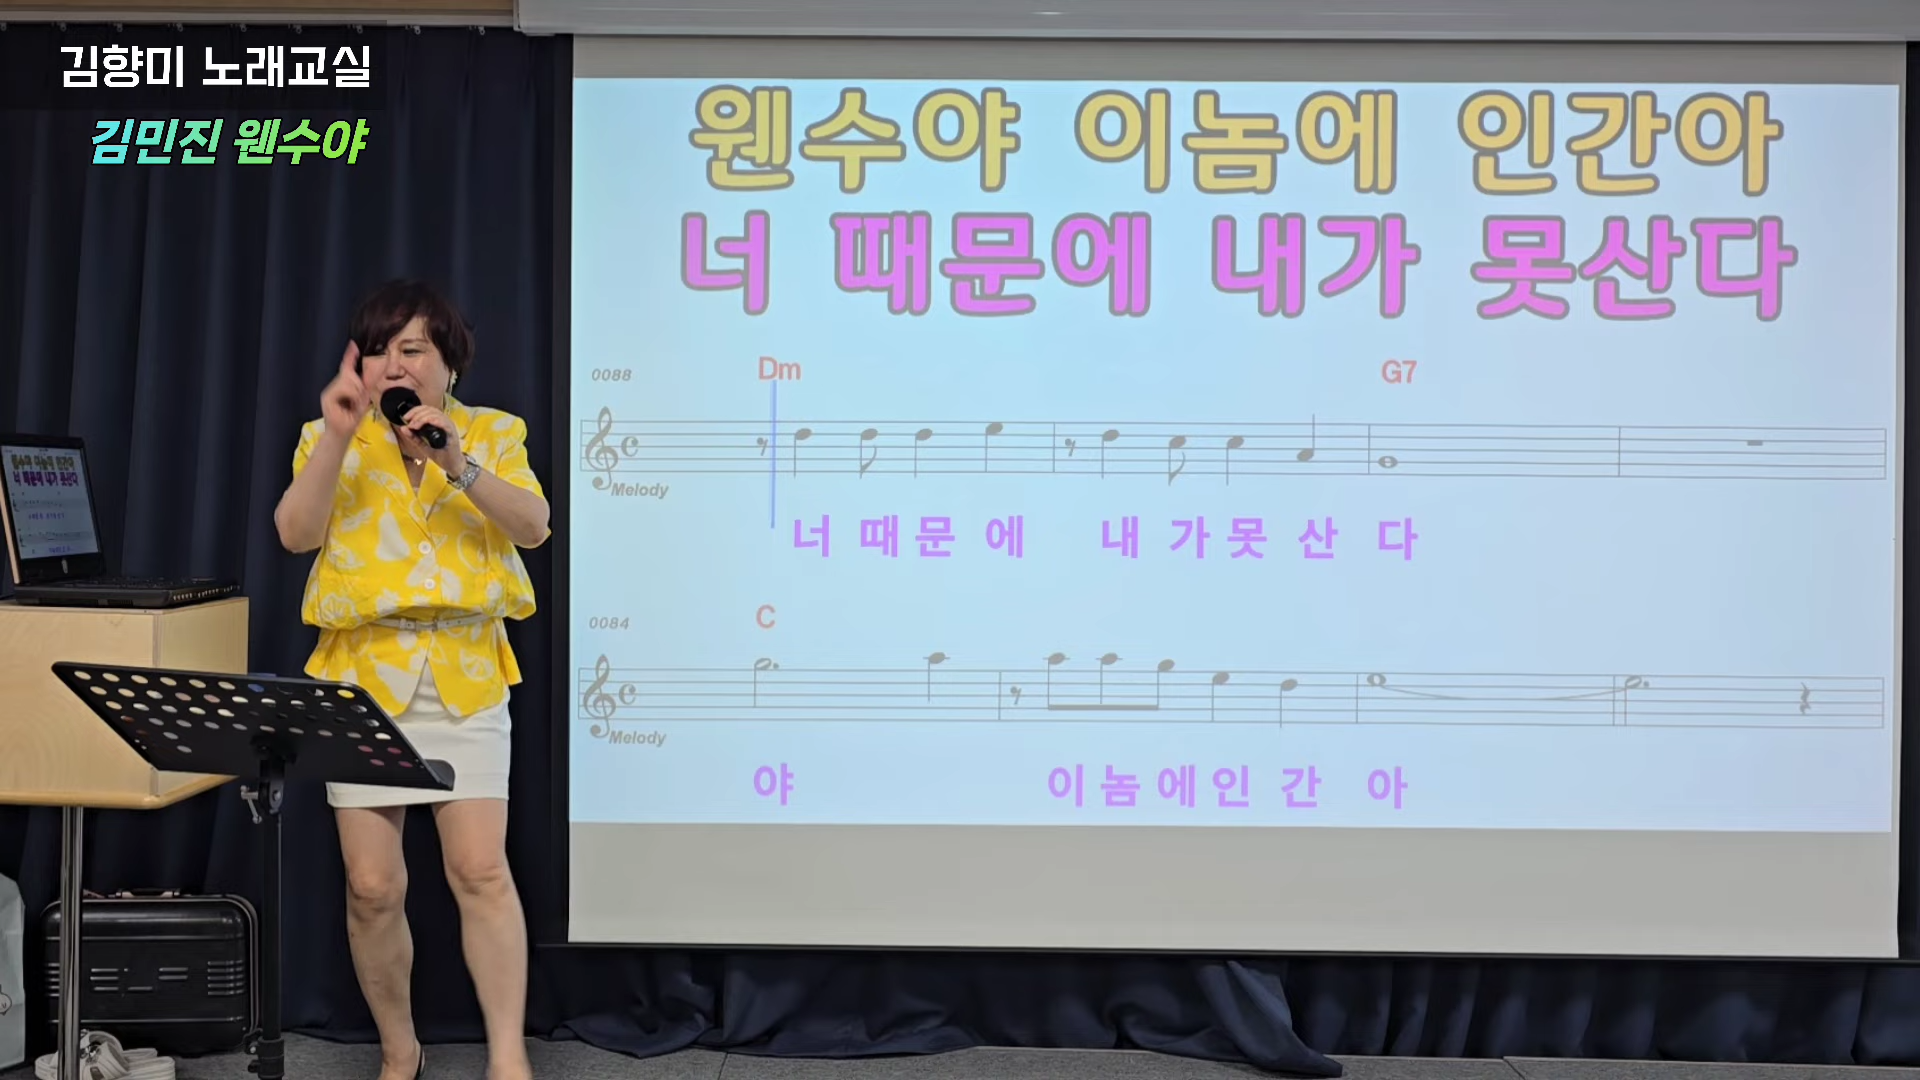 김향미 노래교실
김민진 웬수야
웬수야 이놈에 인간아
너 때문에 내가 못산다
0088
Dm
G7
Melody
너 때문에 내가못산다
0084
C
Melody
야 이놈에인간아